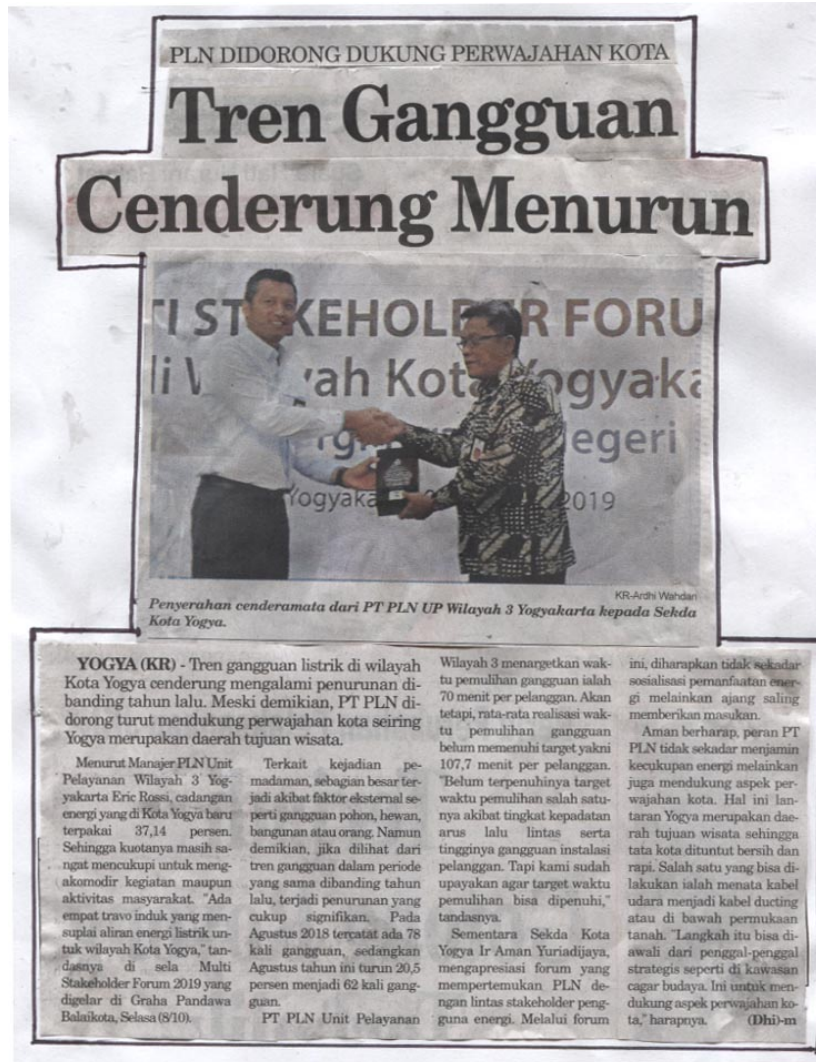 PLN DIDORONG DUKUNG PERWAJAHAN KOTA
Tren Gangguan
Cenderung Menurun
TI STAKEHOLDER FORU
di Wilayah Kota Yogyaka
egeri
Yogyaka
2019
KR-Ardhi Wahdan
Penyerahan cenderamata dari PT PLN UP Wilayah 3 Yogyakarta kepada Sekda
Kota Yogya.
YOGYA (KR) - Tren gangguan listrik di wilayah
Kota Yogya cenderung mengalami penurunan di-
banding tahun lalu. Meski demikian, PT PLN di-
dorong turut mendukung perwajahan kota seiring
Yogya merupakan daerah tujuan wisata.
Menurut Manajer PLN Unit
Pelayanan Wilayah 3 Yog-
yakarta Eric Rossi, cadangan
energi yang di Kota Yogya baru
terpakai 37,14 persen.
Sehingga kuotanya masih sa-
ngat mencukupi untuk meng-
akomodir kegiatan maupun
aktivitas masyarakat. "Ada
empat travo induk yang men-
suplai aliran energi listrik un-
tuk wilayah Kota Yogya," tan-
dasnya di sela Multi
Stakeholder Forum 2019 yang
digelar di Graha Pandawa
Balaikota, Selasa (8/10).
Terkait kejadian pe-
madaman, sebagian besar ter-
jadi akibat faktor eksternal se-
perti gangguan pohon, hewan,
bangunan atau orang. Namun
demikian, jika dilihat dari
tren gangguan dalam periode
yang sama dibanding tahun
lalu, terjadi penurunan yang
cukup signifikan. Pada
Agustus 2018 tercatat ada 78
kali gangguan, sedangkan
Agustus tahun ini turun 20,5
persen menjadi 62 kali gang-
guan.
PT PLN Unit Pelayanan
Wilayah 3 menargetkan wak-
tu pemulihan gangguan ialah
70 menit per pelanggan. Akan
tetapi, rata-rata realisasi wak-
tu pemulihan gangguan
belum memenuhi target yakni
107,7 menit per pelanggan.
"Belum terpenuhinya target
waktu pemulihan salah satu-
nya akibat tingkat kepadatan
arus lalu lintas serta
tingginya gangguan instalasi
pelanggan. Tapi kami sudah
upayakan agar target waktu
pemulihan bisa dipenuhi,"
tandasnya.
Sementara Sekda Kota
Yogya Ir Aman Yuriadijaya,
mengapresiasi forum yang
mempertemukan PLN de-
ngan lintas stakeholder peng-
guna energi. Melalui forum
ini, diharapkan tidak sekadar
sosialisasi pemanfaatan ener-
gi melainkan ajang saling
memberikan masukan.
Aman berharap, peran PT
PLN tidak sekadar menjamin
kecukupan energi melainkan
juga mendukung aspek per-
wajahan kota. Hal ini lan-
taran Yogya merupakan dae-
rah tujuan wisata sehingga
tata kota dituntut bersih dan
rapi. Salah satu yang bisa di-
lakukan ialah menata kabel
udara menjadi kabel ducting
atau di bawah permukaan
tanah. "Langkah itu bisa di-
awali dari penggal-penggal
strategis seperti di kawasan
cagar budaya. Ini untuk men-
dukung aspek perwajahan ko-
ta," harapnya. (Dhi)-m